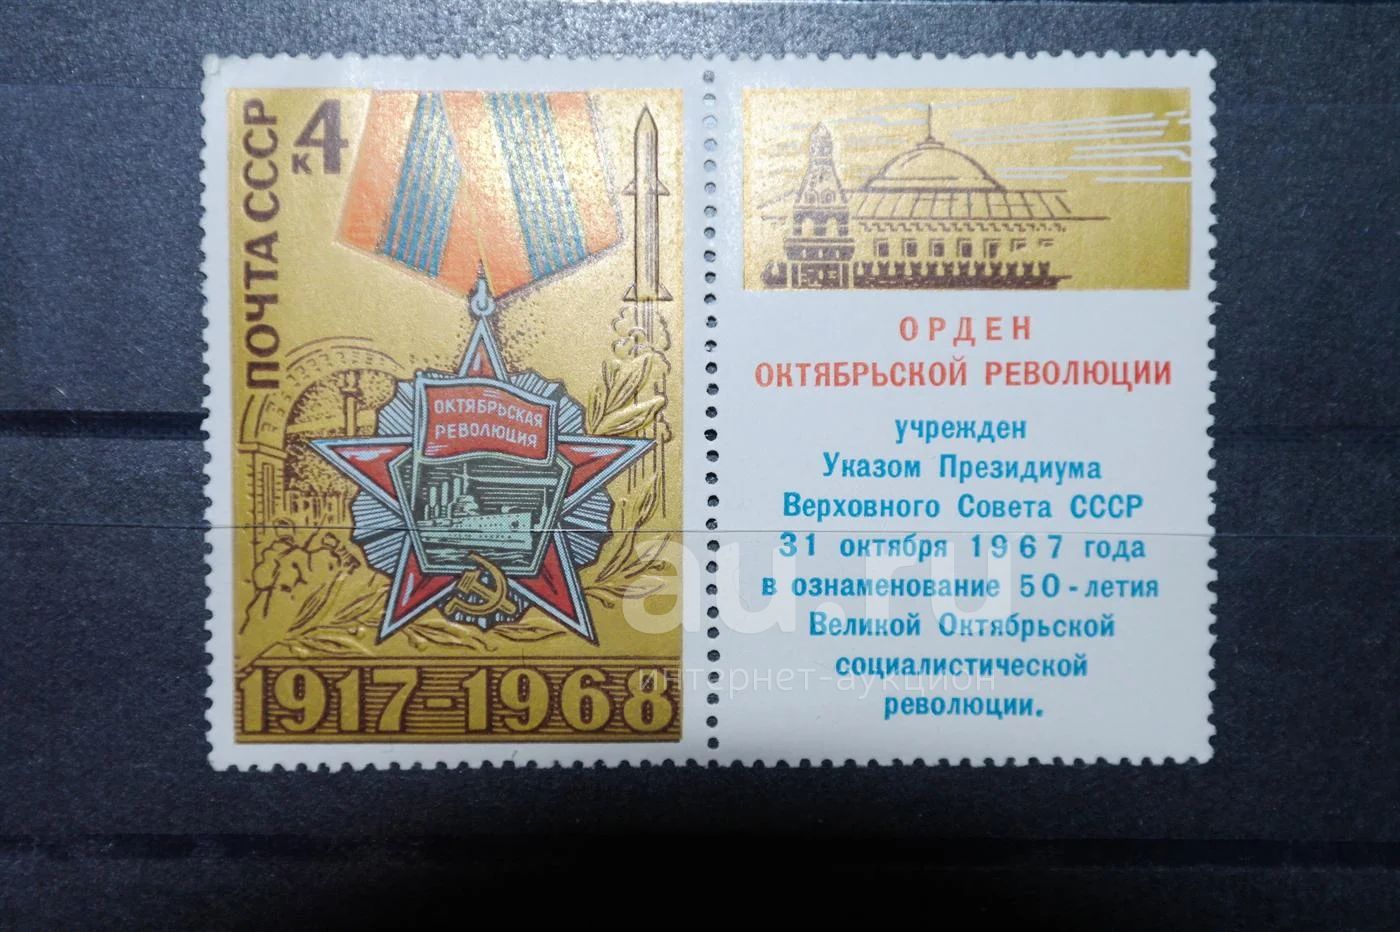 ПОЧТА СССР
4
К
ОКТЯБРЬСКАЯ
РЕВОЛЮЦИЯ
1917-1968
ОРДЕН
ОКТЯБРЬСКОЙ РЕВОЛЮЦИИ
учрежден
Указом Президиума
Верховного Совета СССР
31 октября 1967 года
в ознаменование 50-летия
Великой Октябрьской
социалистической
революции.
au.ru
интернет-аукцион